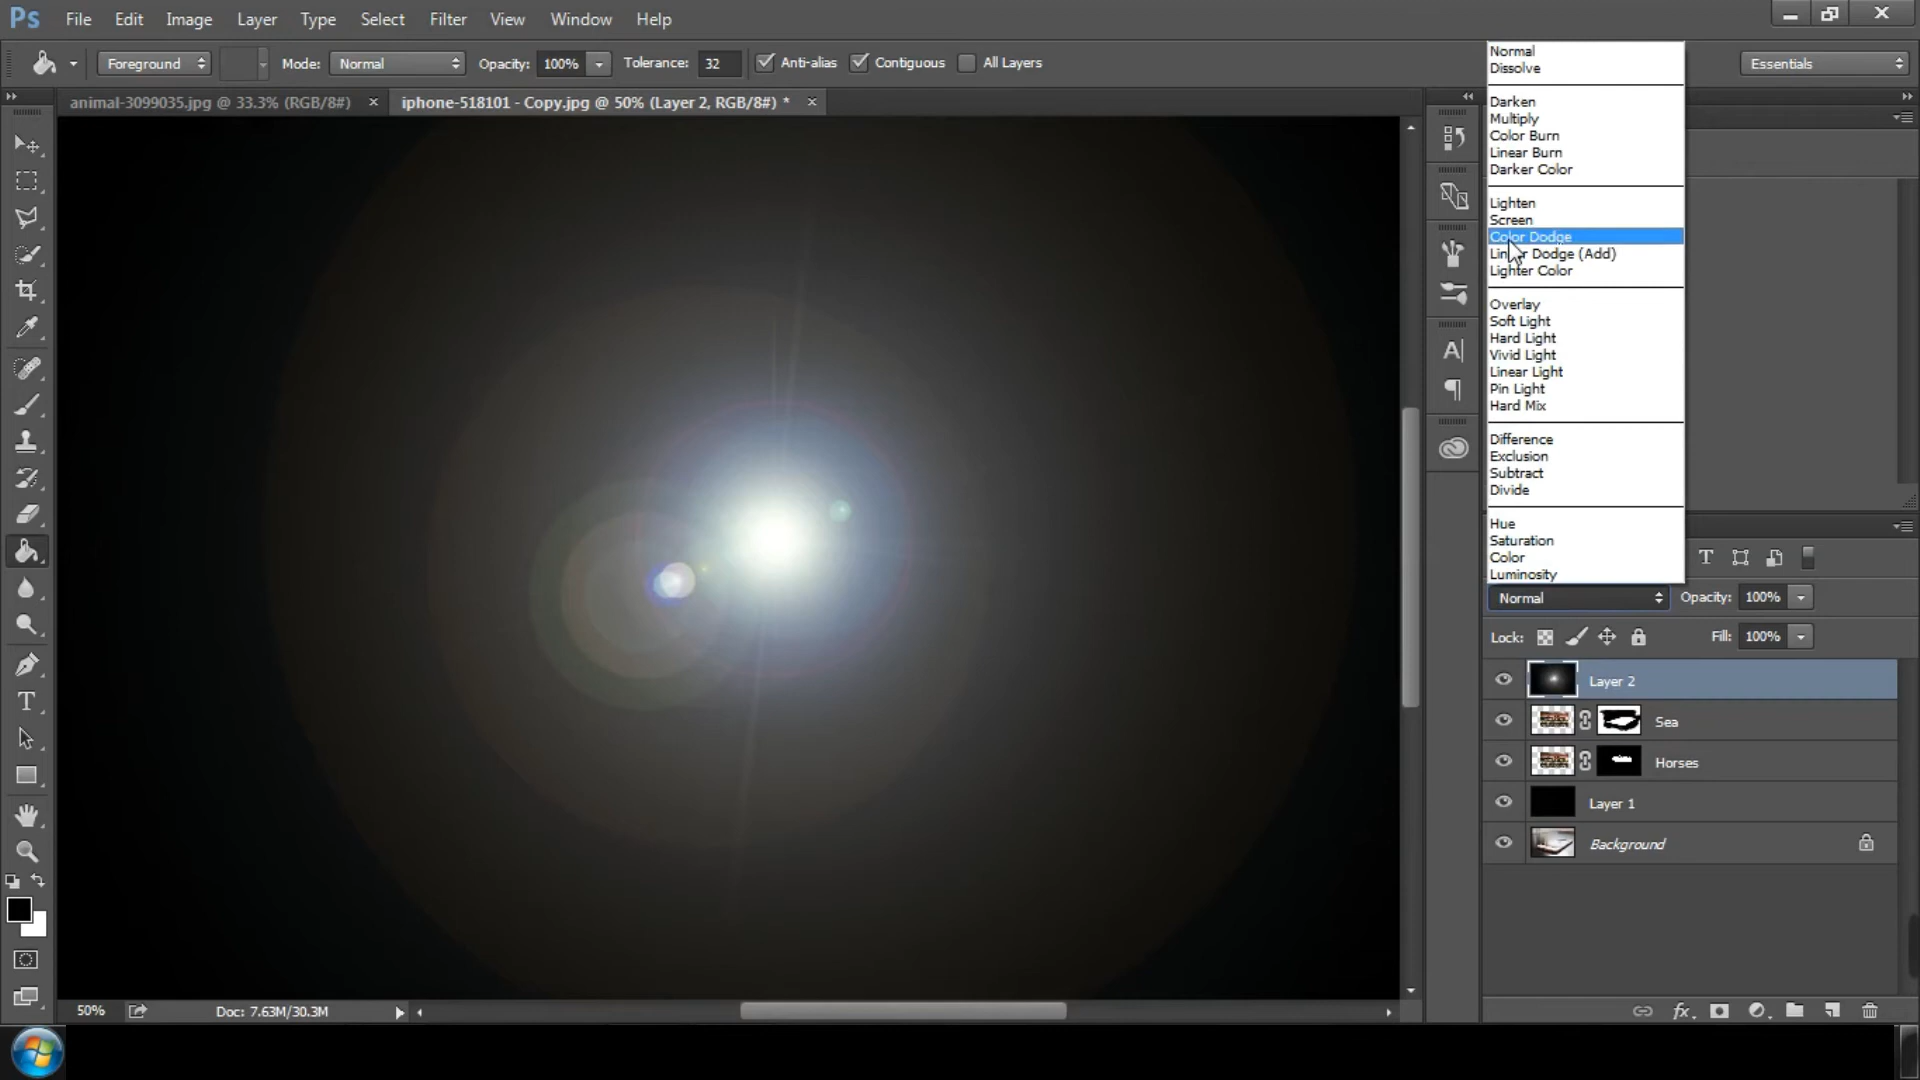 Ps File Edit Image Layer Type Select Filter View Window Help
Foreground Mode: Normal Opacity: 100% Tolerance: 32 Anti-alias Contiguous All Layers Essentials
animal-3099035.jpg @ 33.3% (RGB/8#) × iphone-518101 - Copy.jpg @ 50% (Layer 2, RGB/8#) * ×
Normal
Dissolve
Darken
Multiply
Color Burn
Linear Burn
Darker Color
Lighten
Screen
Color Dodge
Linear Dodge (Add)
Lighter Color
Overlay
Soft Light
Hard Light
Vivid Light
Linear Light
Pin Light
Hard Mix
Difference
Exclusion
Subtract
Divide
Hue
Saturation
Color
Luminosity
Normal Opacity: 100%
Lock: Fill: 100%
Layer 2
Sea
Horses
Layer 1
Background
50% Doc: 7.63M/30.3M